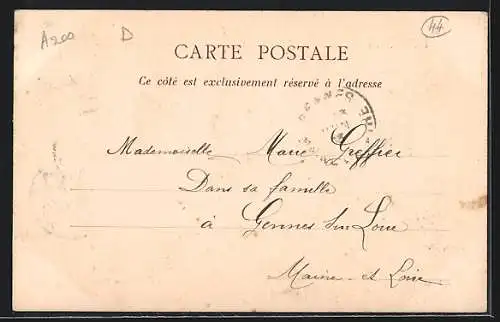 A200 D 44
CARTE POSTALE
Ce côté est exclusivement réservé à l'adresse
Mademoiselle Marie Greffier
Dans sa famille
à Gennes sur Loire
Maine-et-Loire